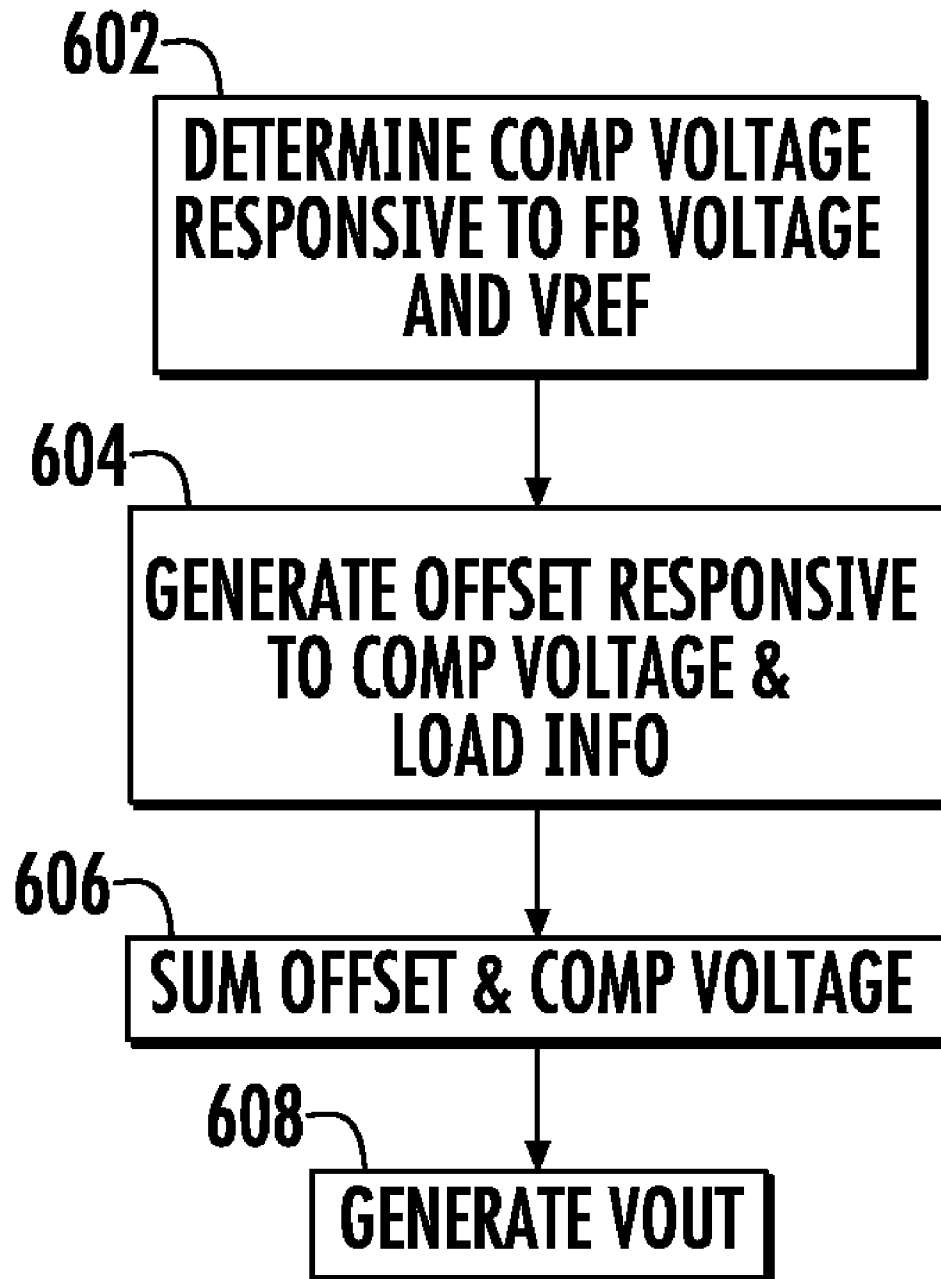 602
DETERMINE COMP VOLTAGE
RESPONSIVE TO FB VOLTAGE
AND VREF
604
GENERATE OFFSET RESPONSIVE
TO COMP VOLTAGE &
LOAD INFO
606
SUM OFFSET & COMP VOLTAGE
608
GENERATE VOUT